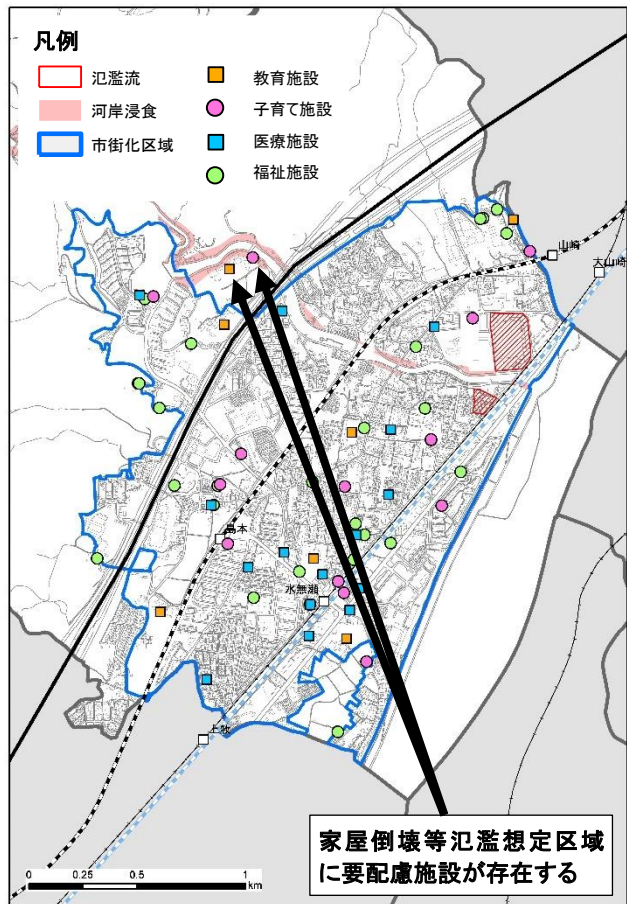 凡例
氾濫流
河岸浸食
市街化区域
教育施設
子育て施設
医療施設
福祉施設
山崎
大山崎
島本
水無瀬
上牧
家屋倒壊等氾濫想定区域
に要配慮施設が存在する
0 0.25 0.5 1
km